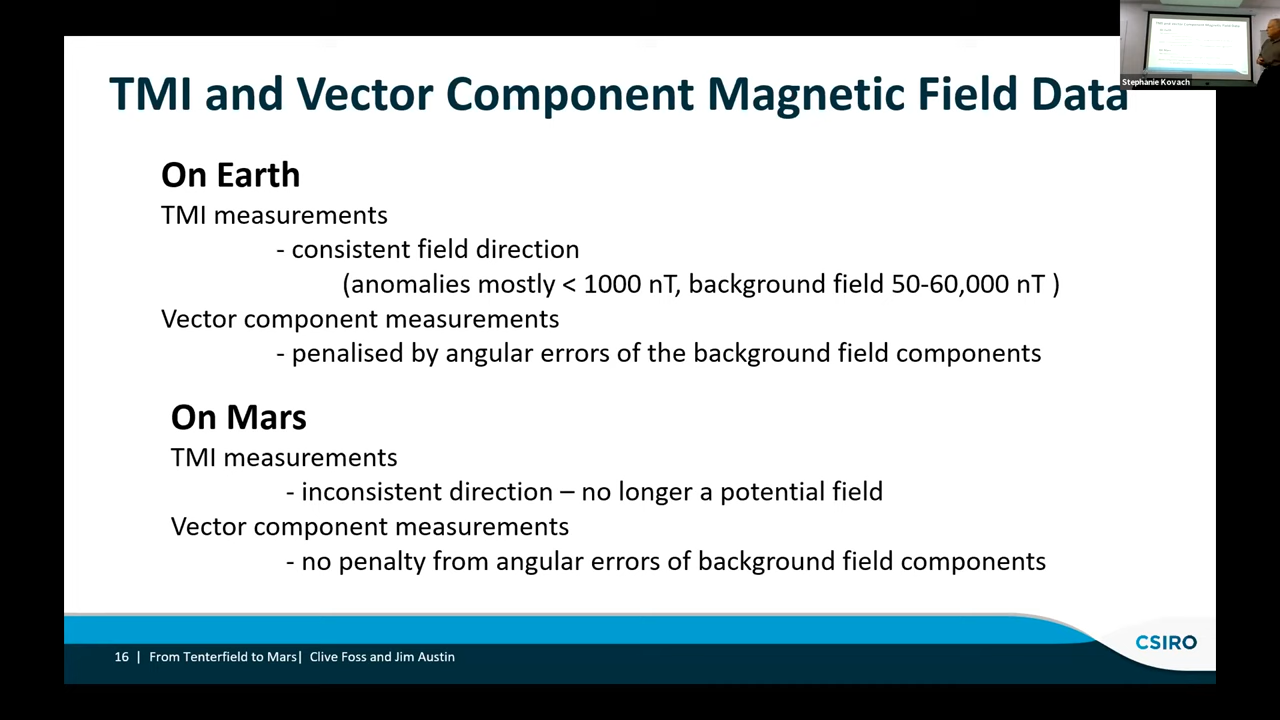 TMI and Vector Component Magnetic Field Data
Stephanie Kovach
On Earth
TMI measurements
- consistent field direction
(anomalies mostly < 1000 nT, background field 50-60,000 nT )
Vector component measurements
- penalised by angular errors of the background field components
On Mars
TMI measurements
- inconsistent direction – no longer a potential field
Vector component measurements
- no penalty from angular errors of background field components
16 | From Tenterfield to Mars| Clive Foss and Jim Austin
CSIRO